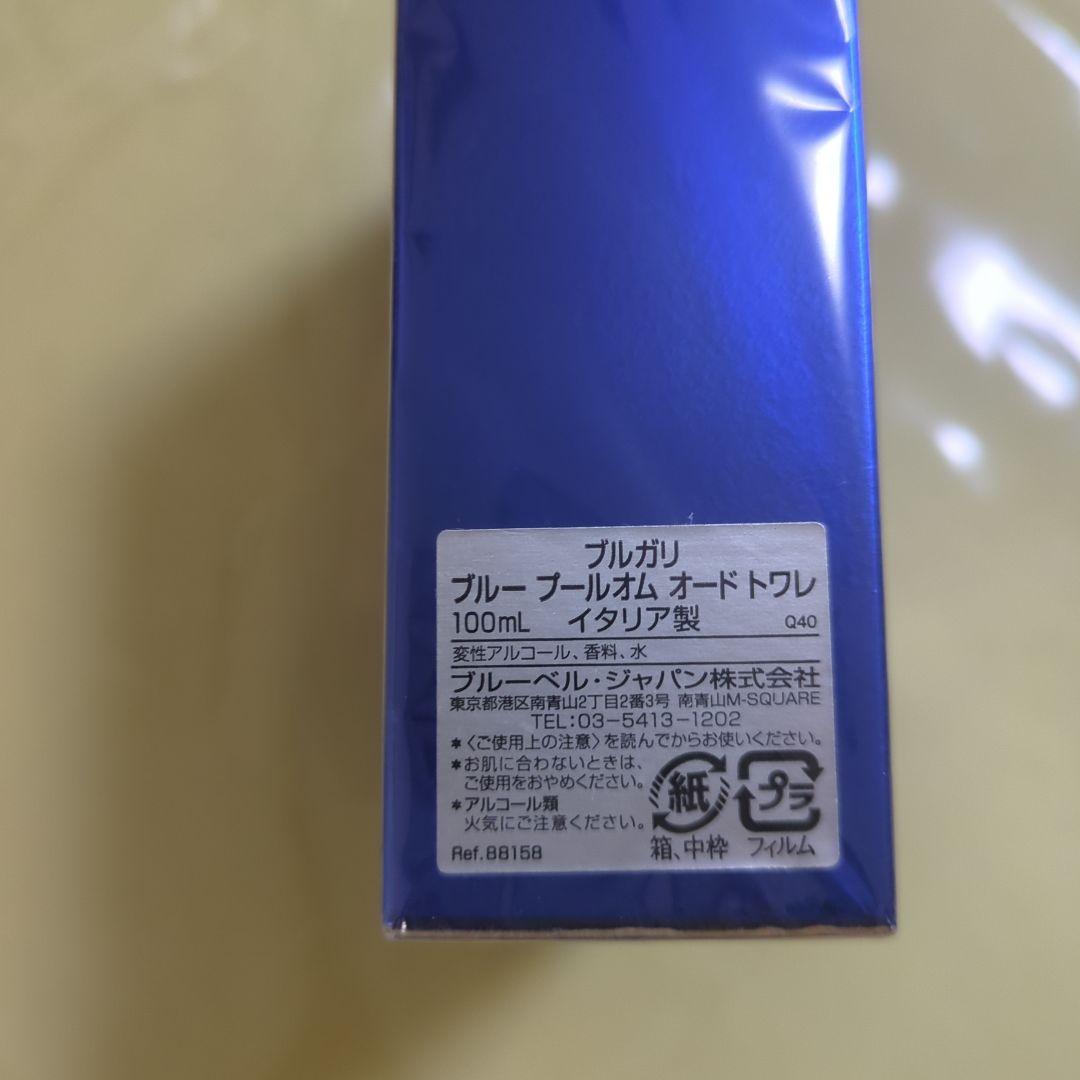 ブルガリ
ブルー プールオム オード トワレ
100mL イタリア製 Q40
変性アルコール、香料、水
ブルーベル・ジャパン株式会社
東京都港区南青山2丁目2番3号 南青山M-SQUARE
TEL:03-5413-1202
*〈ご使用上の注意〉を読んでからお使いください。
*お肌に合わないときは、
ご使用をおやめください。
*アルコール類
火気にご注意ください。
Ref.88158
紙
箱、中枠
プラ
フィルム